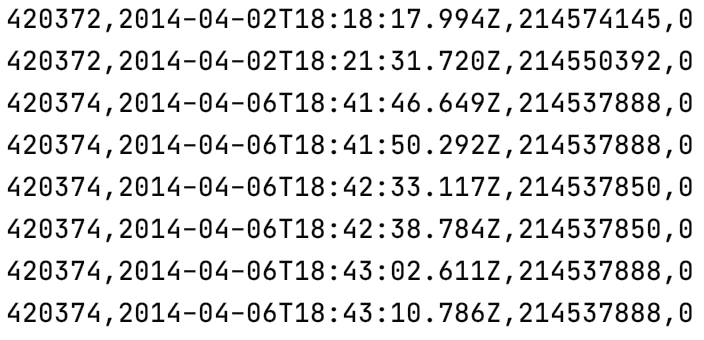 420372,2014-04-02T18:18:17.994Z,214574145,0
420372,2014-04-02T18:21:31.720Z,214550392,0
420374,2014-04-06T18:41:46.649Z,214537888,0
420374,2014-04-06T18:41:50.292Z,214537888,0
420374,2014-04-06T18:42:33.117Z,214537850,0
420374,2014-04-06T18:42:38.784Z,214537850,0
420374,2014-04-06T18:43:02.611Z,214537888,0
420374,2014-04-06T18:43:10.786Z,214537888,0